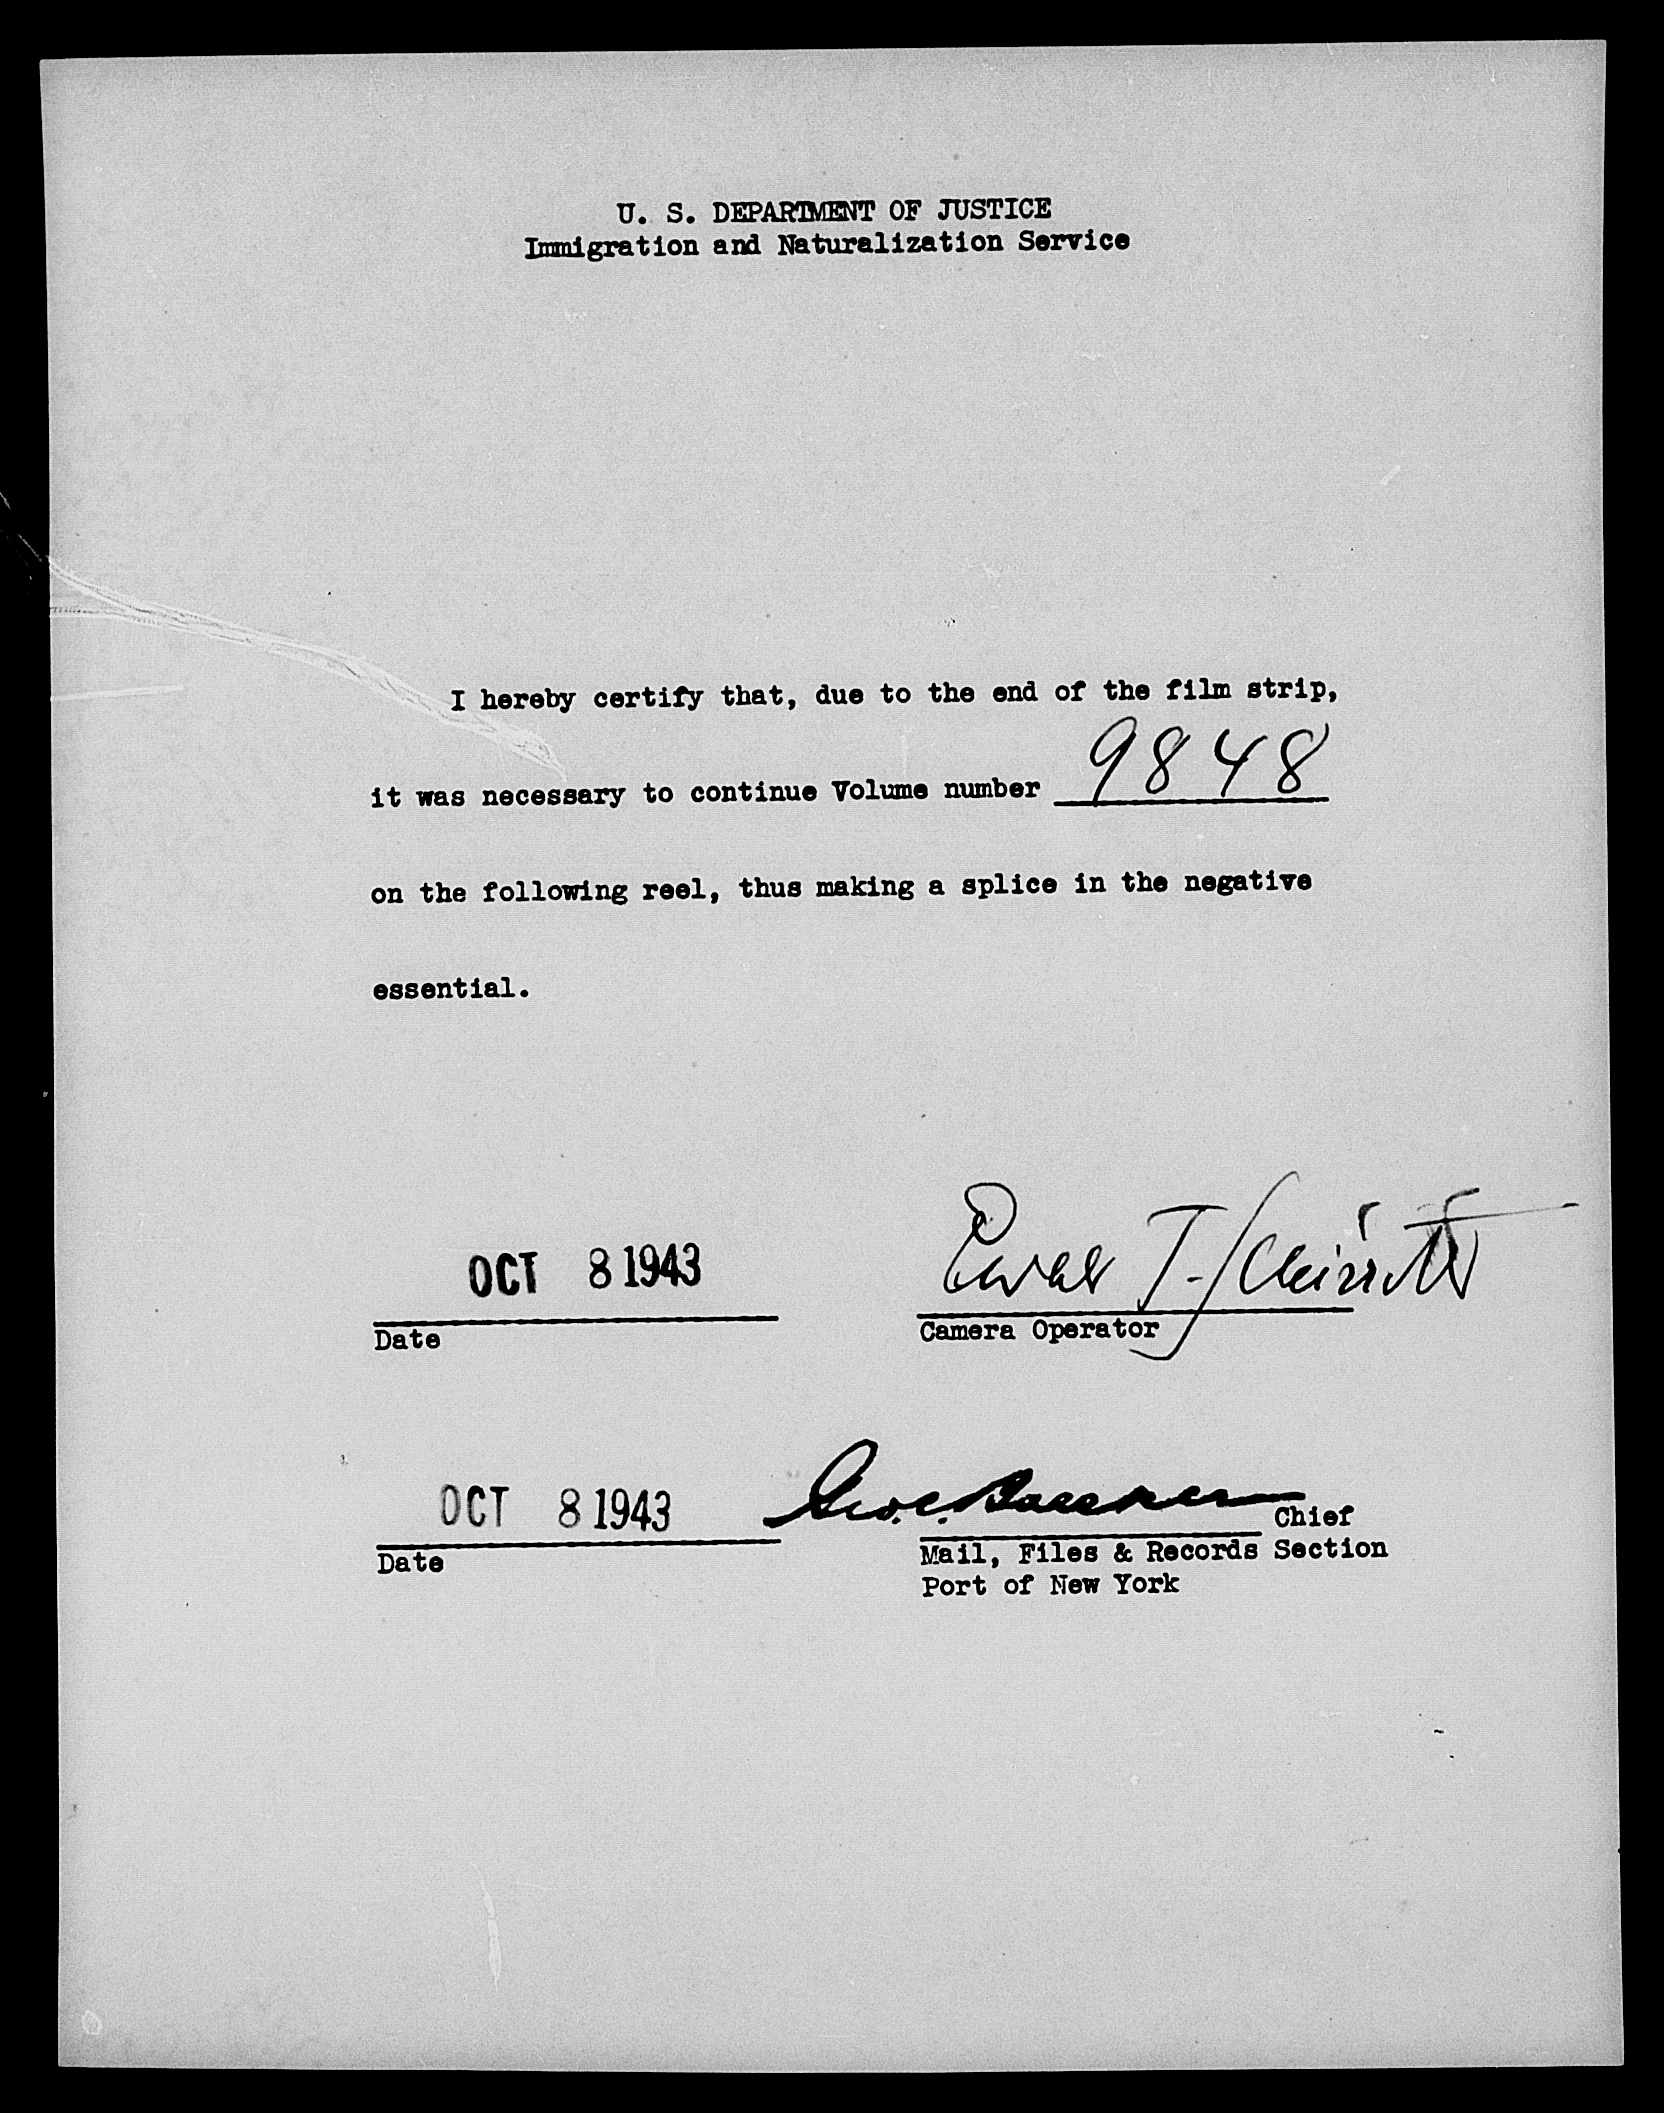 U. S. DEPARTMENT OF JUSTICE
Immigration and Naturalization Service
I hereby certify that, due to the end of the film strip,
it was necessary to continue Volume number 9848
on the following reel, thus making a splice in the negative
essential.
OCT 8 1943
Date
Camera Operator
OCT 8 1943
Date
Chief
Mail, Files & Records Section
Port of New York